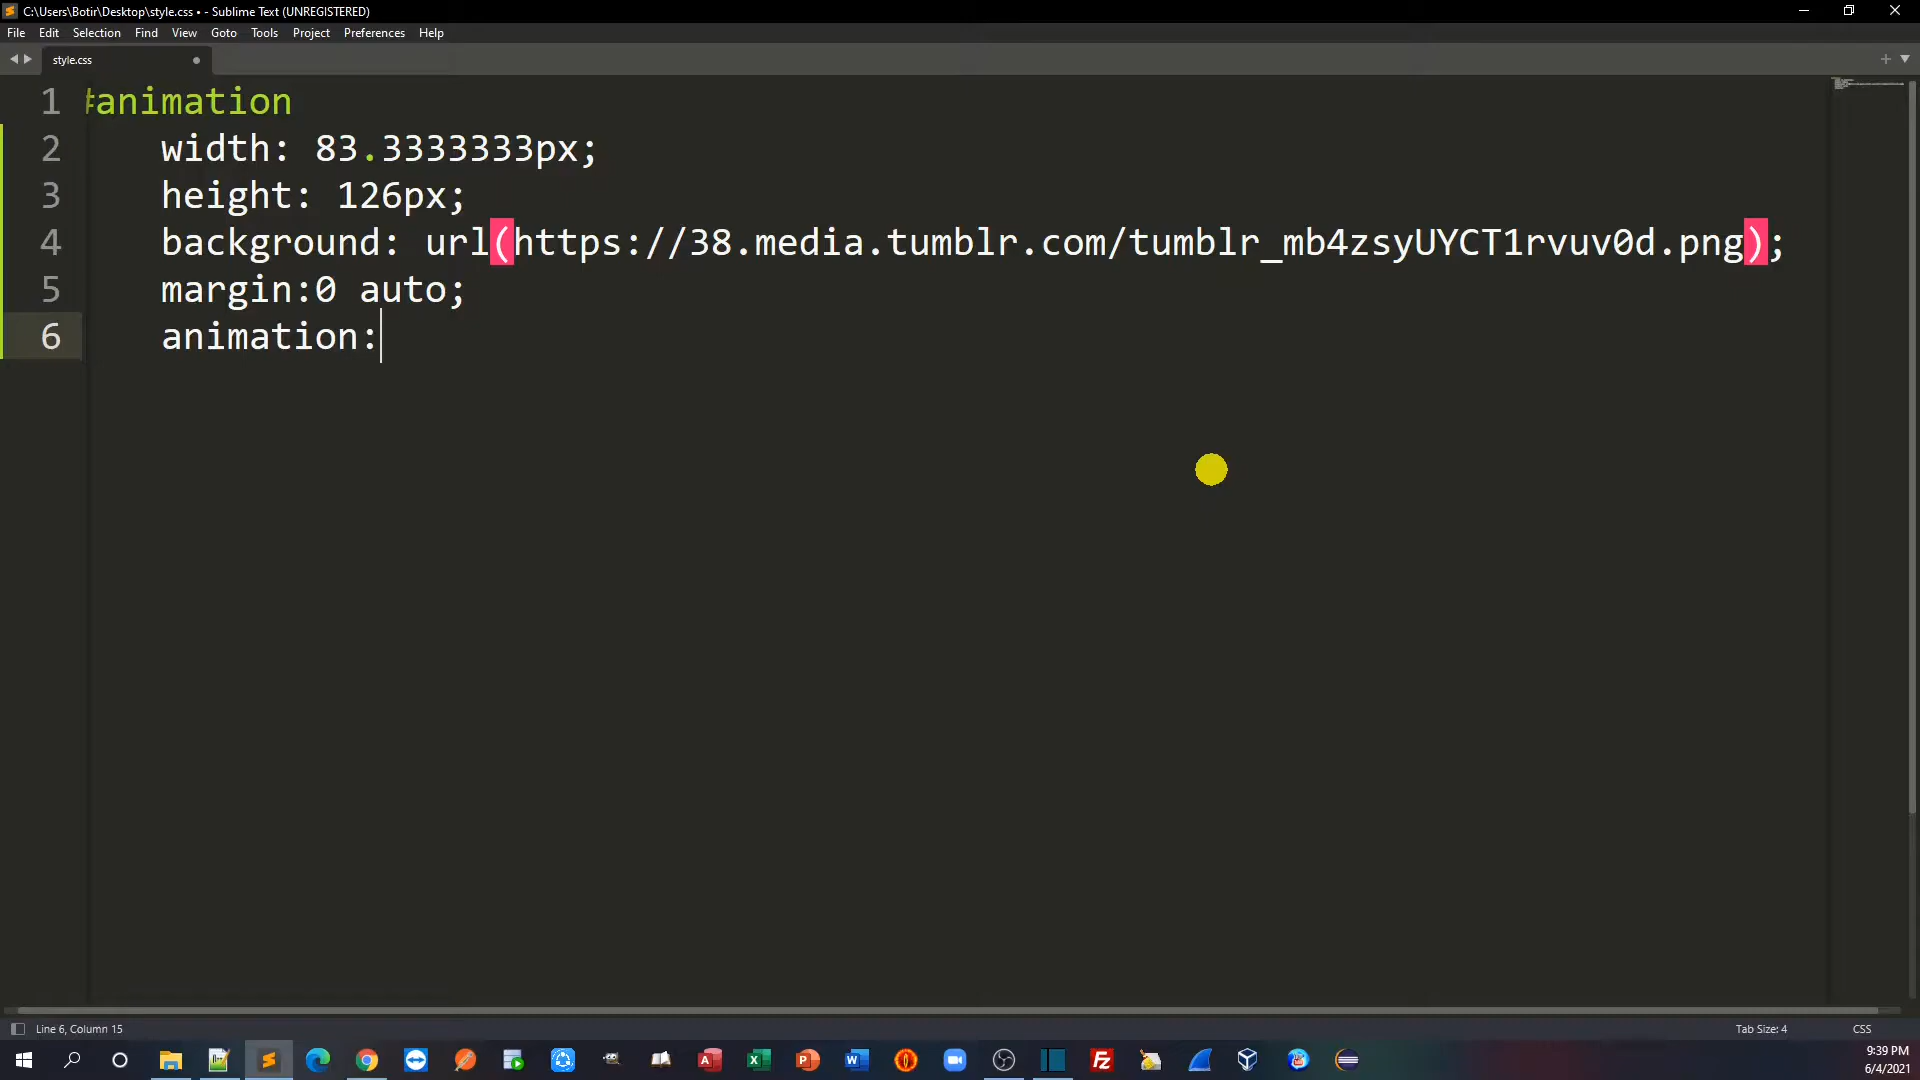 C:\Users\Botir\Desktop\style.css • - Sublime Text (UNREGISTERED)
File Edit Selection Find View Goto Tools Project Preferences Help
style.css
1 #animation
2 width: 83.3333333px;
3 height: 126px;
4 background: url(https://38.media.tumblr.com/tumblr_mb4zsyUYCT1rvuv0d.png);
5 margin:0 auto;
6 animation:
Line 6, Column 15
Tab Size: 4
CSS
9:39 PM
6/4/2021